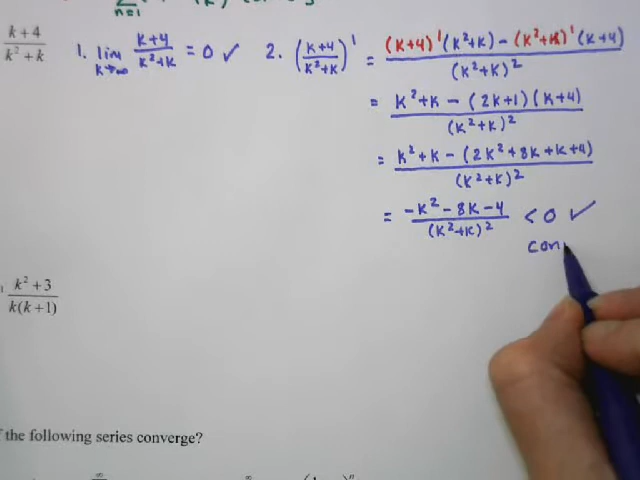 n=1
k+4
k²+k
1. lim k→∞ k+4/k²+k = 0 ✓ 2. (k+4/k²+k)' = (k+4)'(k²+k) − (k²+k)'(k+4)/(k²+k)²
= k²+k − (2k+1)(k+4)/(k²+k)²
= k²+k − (2k²+8k+k+4)/(k²+k)²
= −k² − 8k − 4/(k²+k)² < 0 ✓
con
k²+3
k(k+1)
the following series converge?